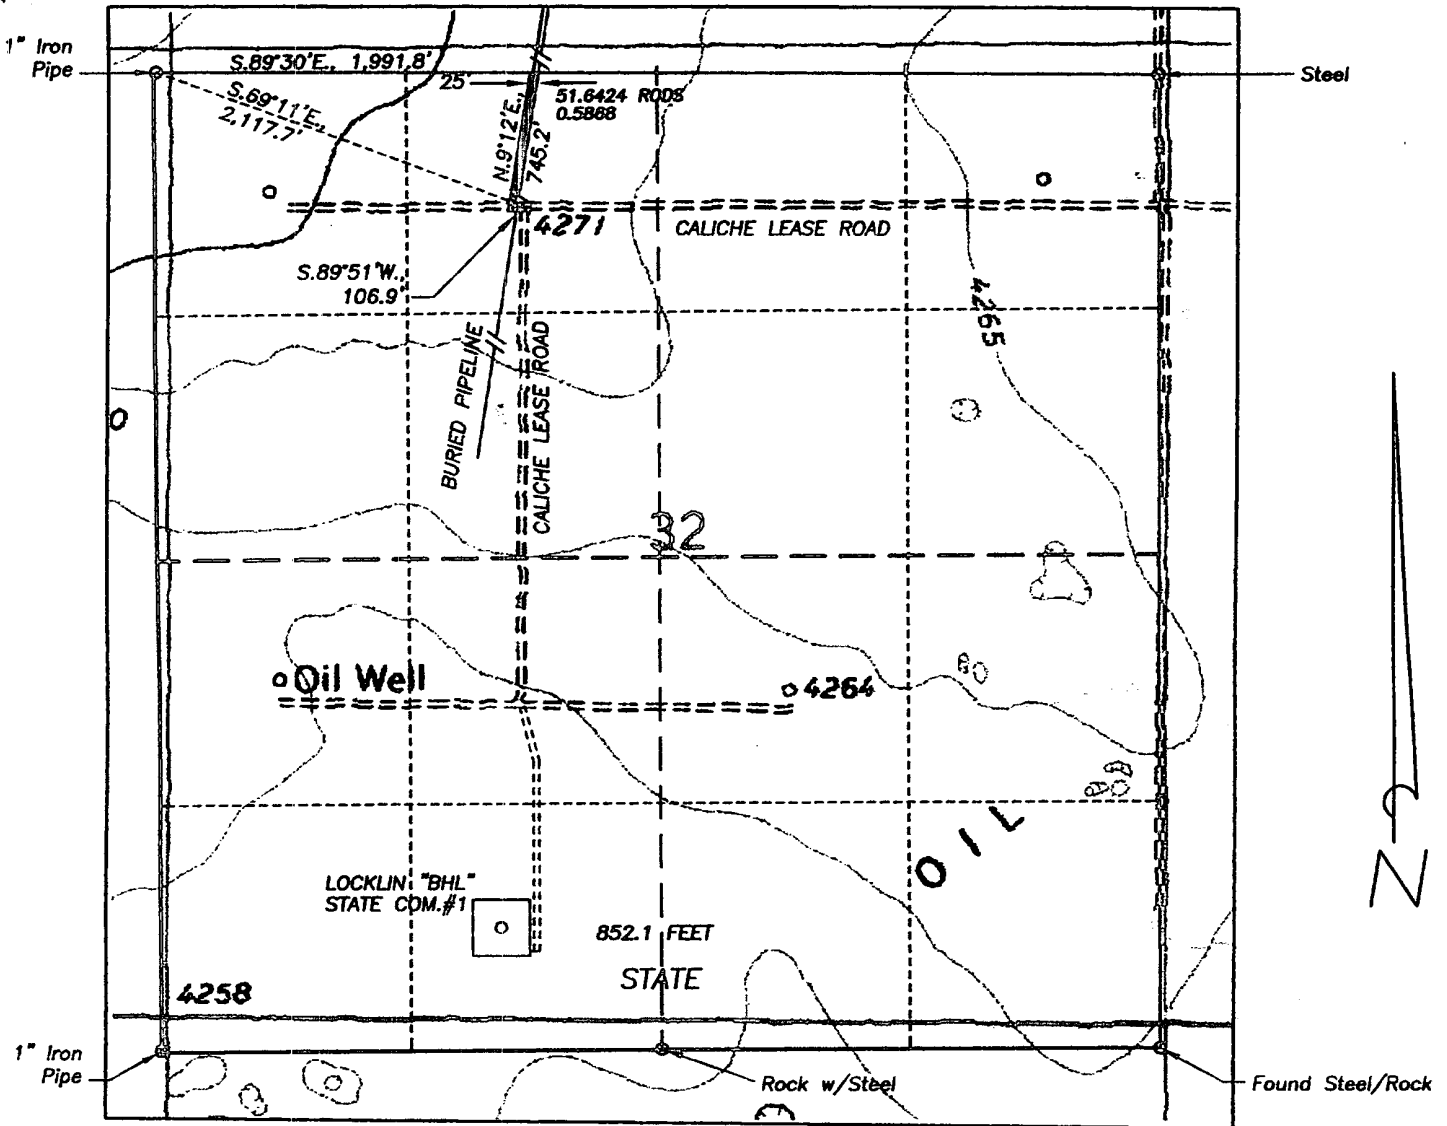 1" Iron
Pipe
S.89°30'E., 1,991.8'
25'
51.6424 RODS
0.5868
Steel
S.69°11'E.,
2,117.7'
N.9°12'E.,
745.2'
4271
CALICHE LEASE ROAD
S.89°51'W.,
106.9'
4265
BURIED PIPELINE
CALICHE LEASE ROAD
32
Oil Well
4264
OIL
LOCKLIN "BHL"
STATE COM.#1
852.1 FEET
STATE
4258
1" Iron
Pipe
Rock w/Steel
Found Steel/Rock
N